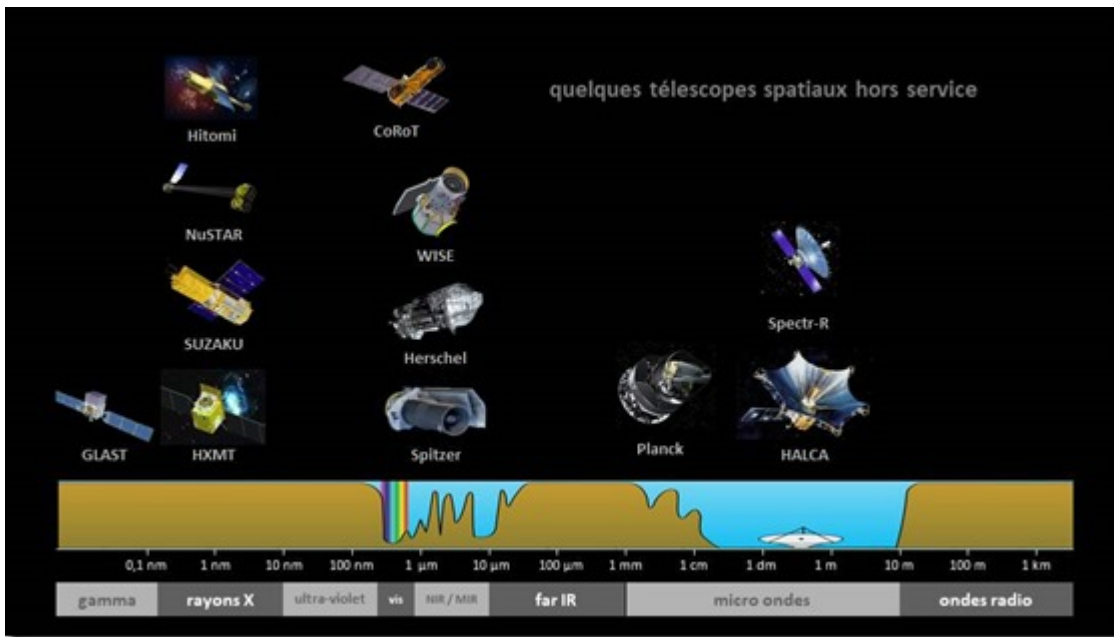 quelques télescopes spatiaux hors service
Hitomi
CoRoT
NuSTAR
WISE
SUZAKU
Herschel
Spectr-R
GLAST
HXMT
Spitzer
Planck
HALCA
0,1 nm 1 nm 10 nm 100 nm 1 µm 10 µm 100 µm 1 mm 1 cm 1 dm 1 m 10 m 100 m 1 km
gamma rayons X ultra-violet vis NIR / MIR far IR micro ondes ondes radio